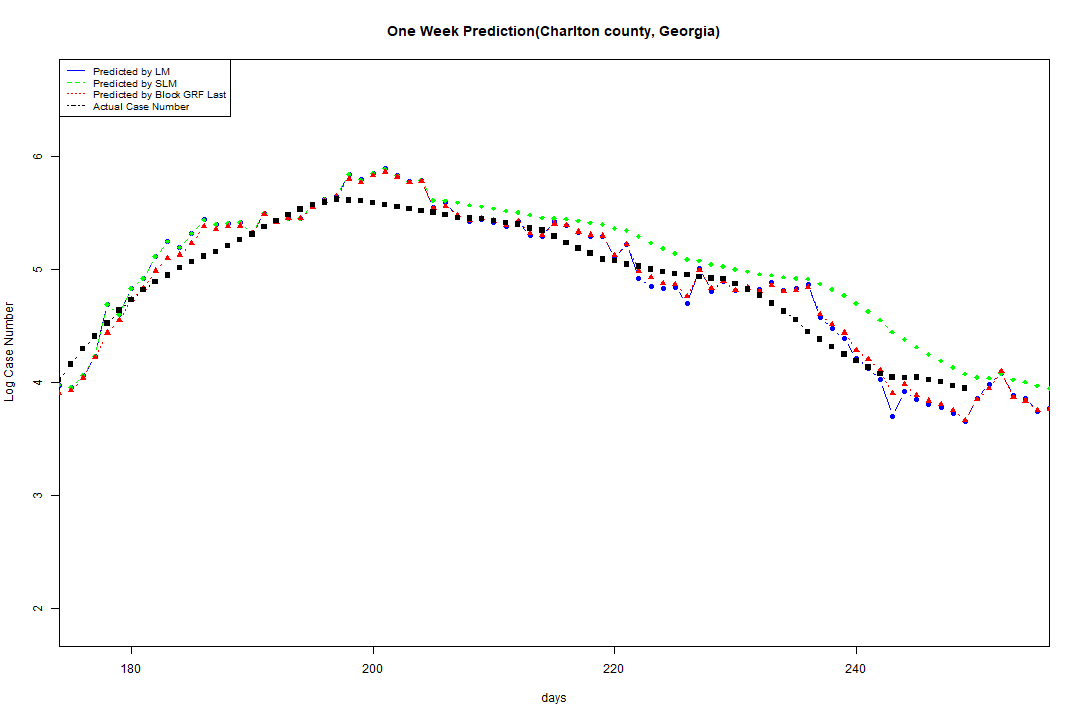 One Week Prediction(Charlton county, Georgia)
Predicted by LM
Predicted by SLM
Predicted by Block GRF Last
Actual Case Number
6
5
4
3
2
Log Case Number
180 200 220 240
days